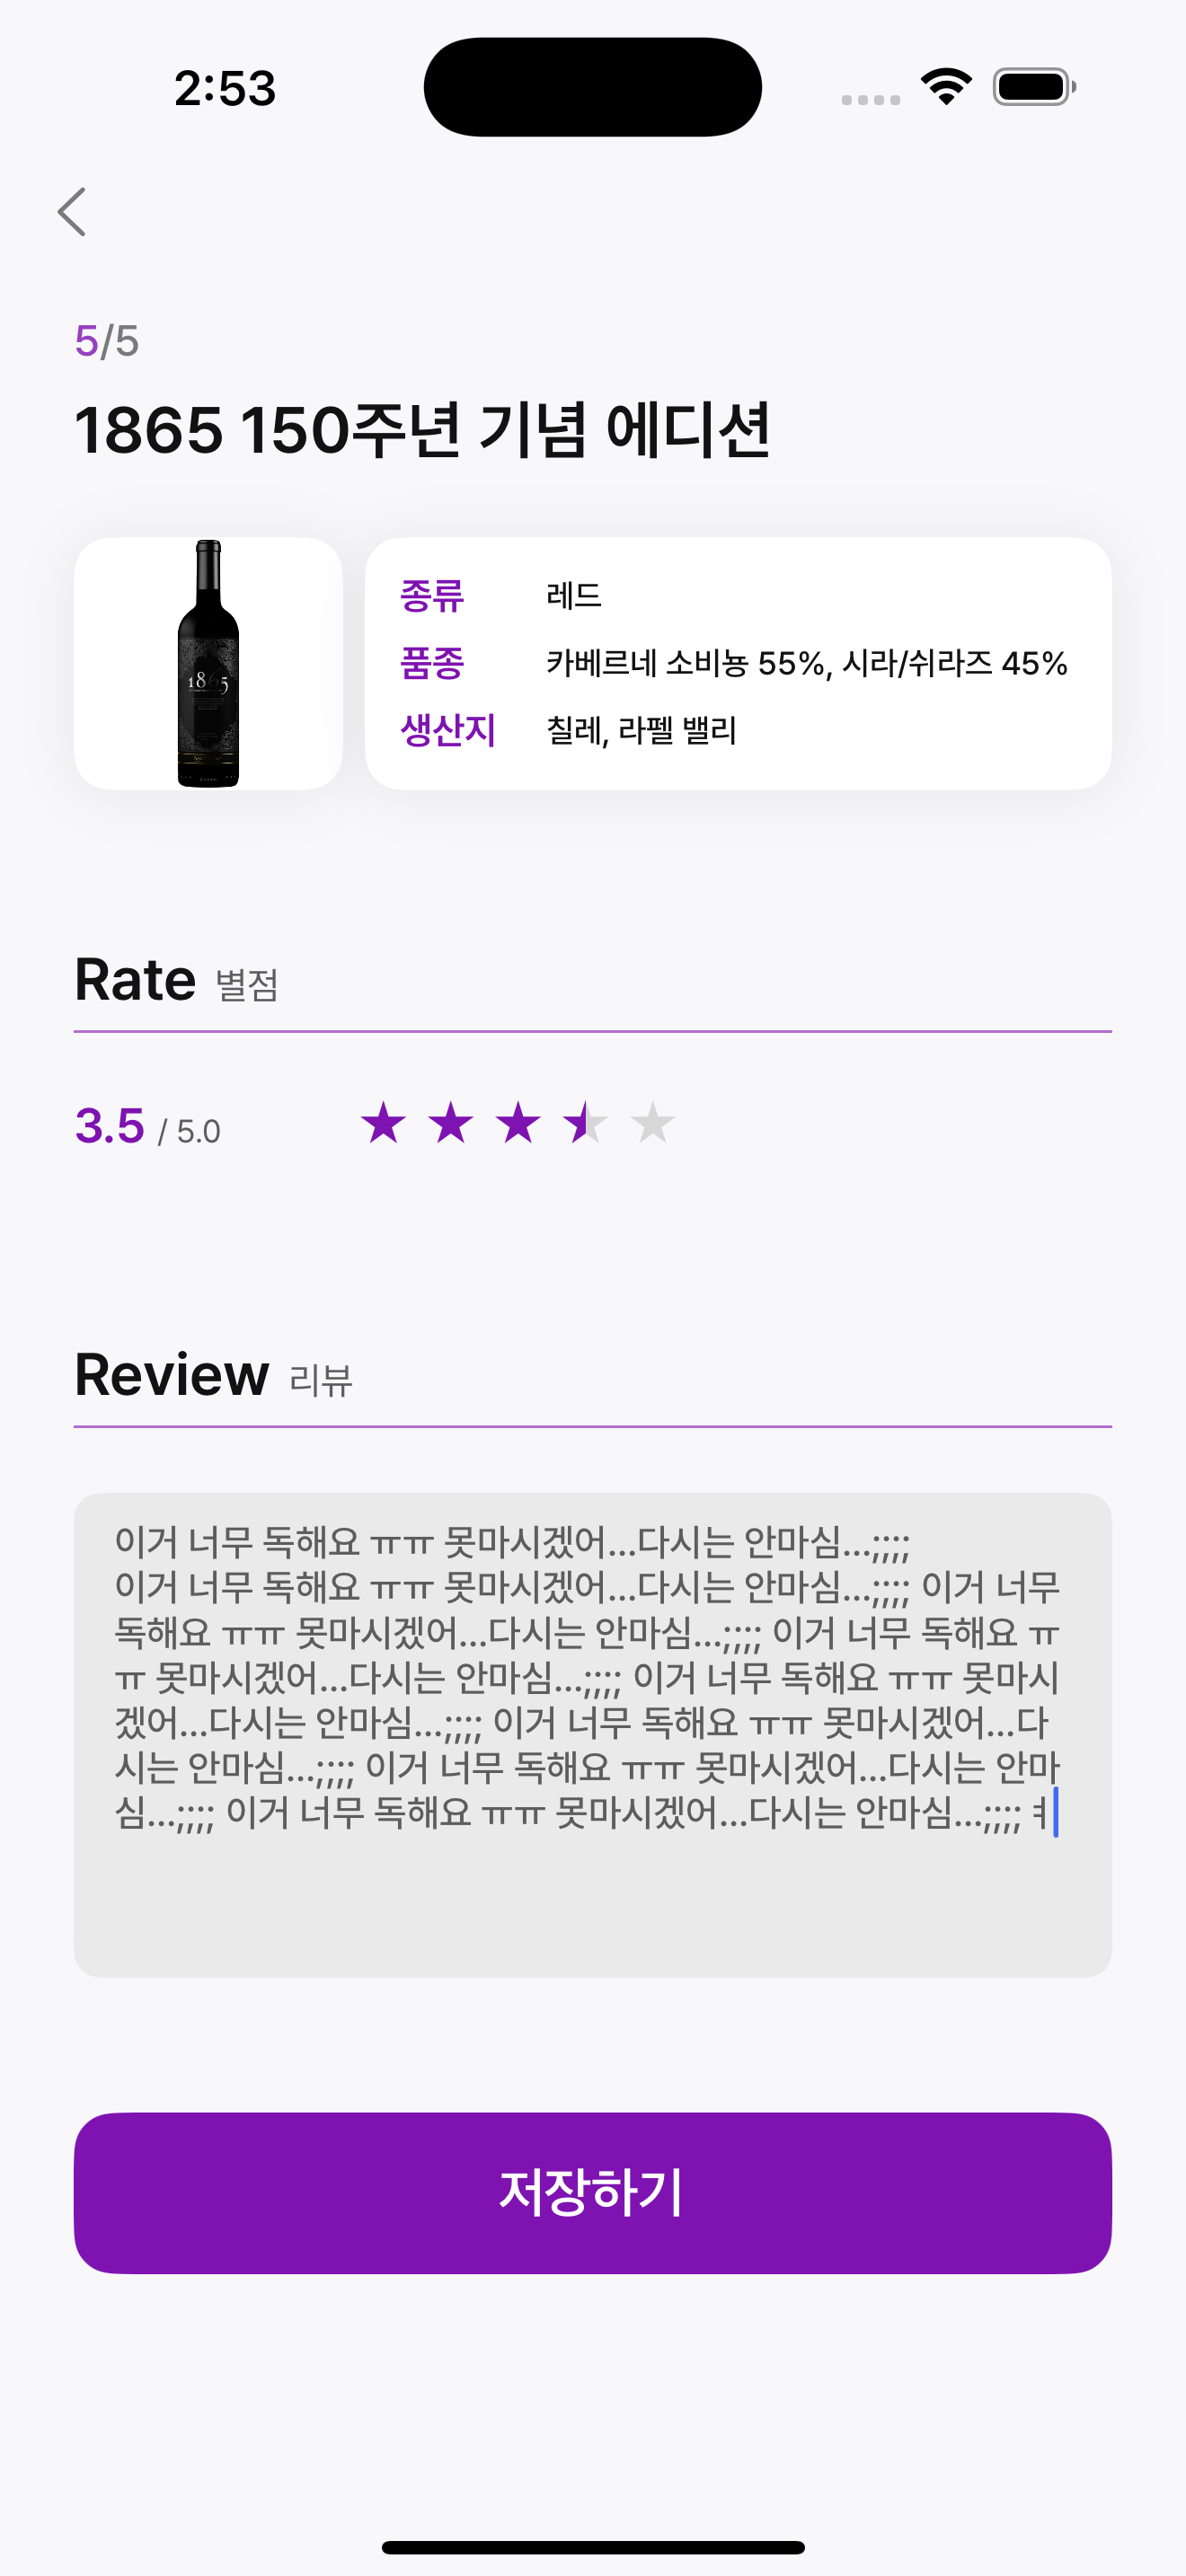 2:53
5/5
1865 150주년 기념 에디션
1865
종류 레드
품종 카베르네 소비뇽 55%, 시라/쉬라즈 45%
생산지 칠레, 라펠 밸리
Rate 별점
3.5 / 5.0
Review 리뷰
이거 너무 독해요 ㅠㅠ 못마시겠어...다시는 안마심...;;;;
이거 너무 독해요 ㅠㅠ 못마시겠어...다시는 안마심...;;;; 이거 너무
독해요 ㅠㅠ 못마시겠어...다시는 안마심...;;;; 이거 너무 독해요 ㅠ
ㅠ 못마시겠어...다시는 안마심...;;;; 이거 너무 독해요 ㅠㅠ 못마시
겠어...다시는 안마심...;;;; 이거 너무 독해요 ㅠㅠ 못마시겠어...다
시는 안마심...;;;; 이거 너무 독해요 ㅠㅠ 못마시겠어...다시는 안마
심...;;;; 이거 너무 독해요 ㅠㅠ 못마시겠어...다시는 안마심...;;;; ㅕ
저장하기